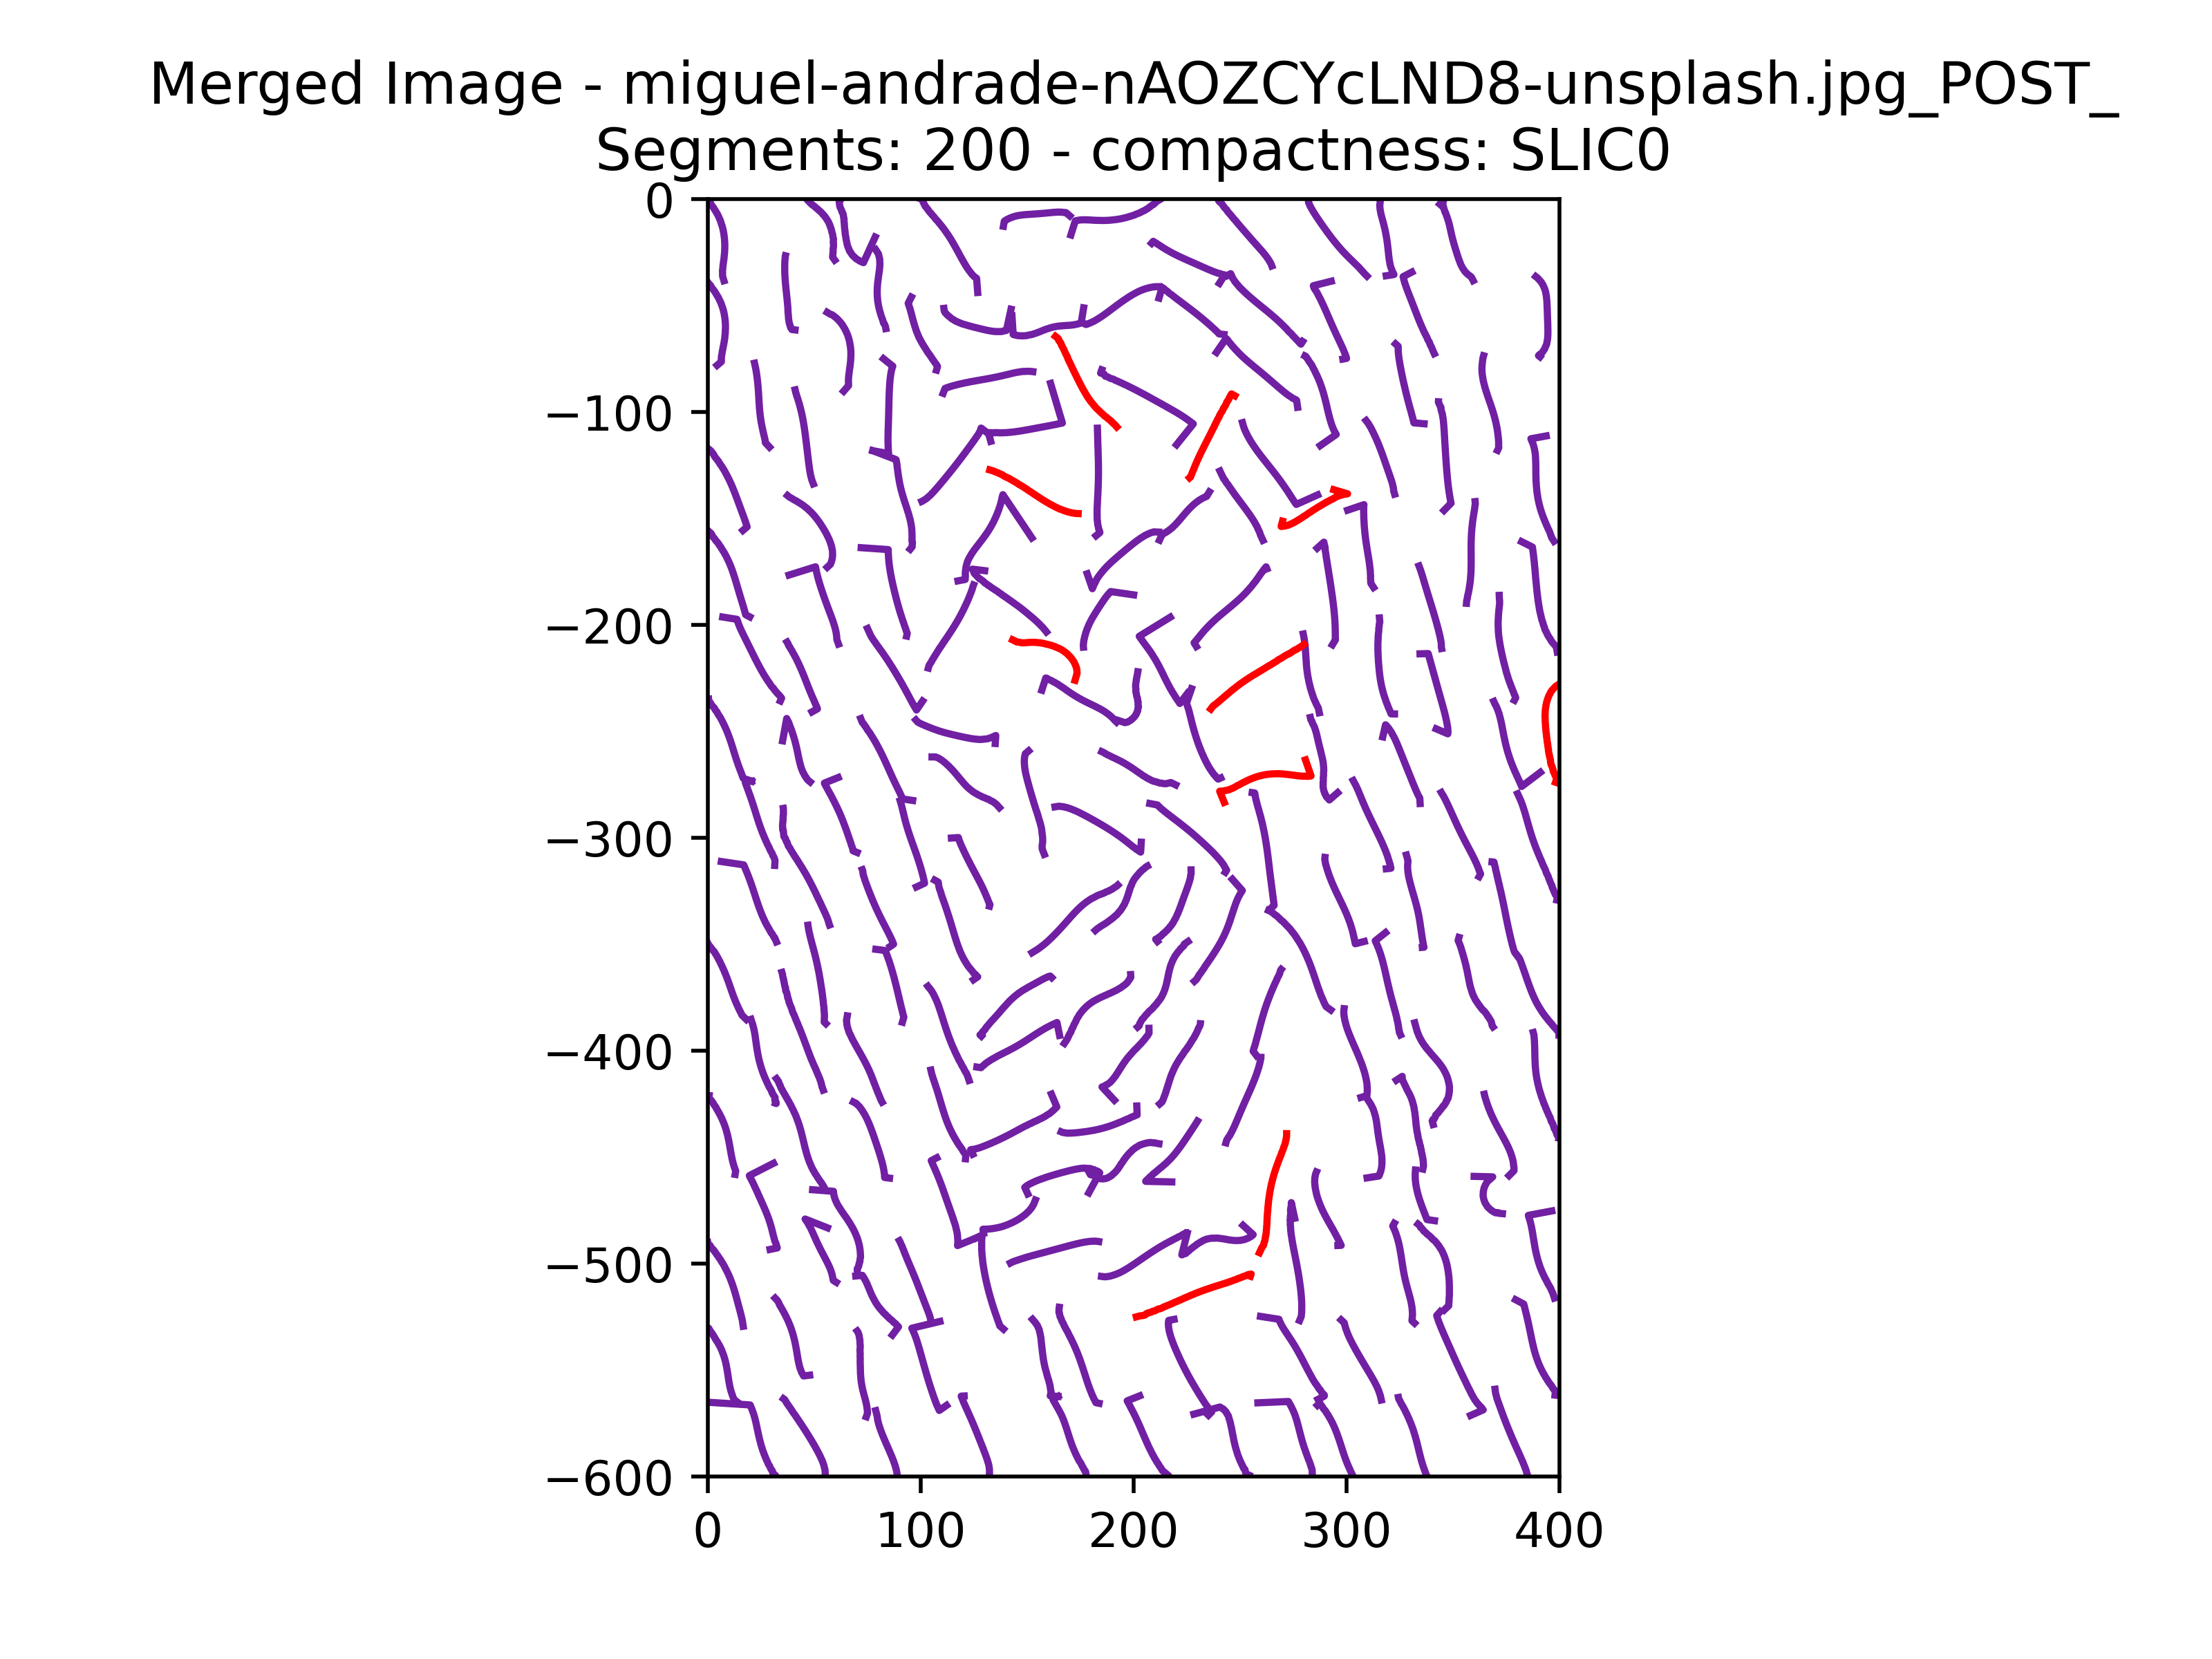 Merged Image - miguel-andrade-nAOZCYcLND8-unsplash.jpg_POST_
Segments: 200 - compactness: SLIC0
0
−100
−200
−300
−400
−500
−600
0 100 200 300 400